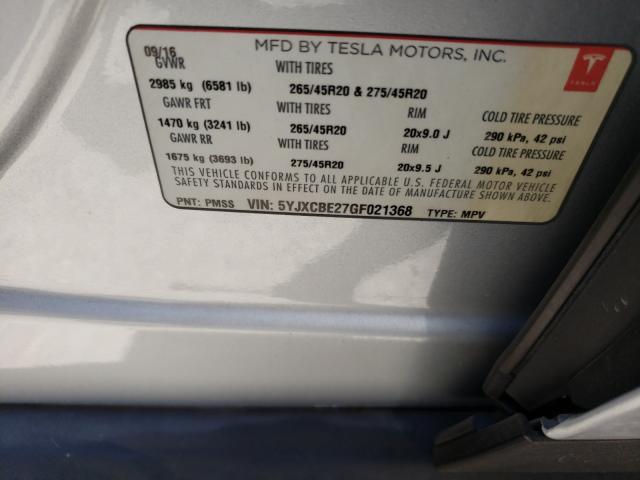 09/16 MFD BY TESLA MOTORS, INC.
GVWR WITH TIRES
2985 kg (6581 lb) 265/45R20 & 275/45R20
GAWR FRT WITH TIRES RIM COLD TIRE PRESSURE
1470 kg (3241 lb) 265/45R20 20x9.0 J 290 kPa, 42 psi
GAWR RR WITH TIRES RIM COLD TIRE PRESSURE
1675 kg (3693 lb) 275/45R20 20x9.5 J 290 kPa, 42 psi
THIS VEHICLE CONFORMS TO ALL APPLICABLE U.S. FEDERAL MOTOR VEHICLE
SAFETY STANDARDS IN EFFECT ON THE DATE OF MANUFACTURE SHOWN ABOVE.
PNT: PMSS VIN: 5YJXCBE27GF021368 TYPE: MPV
TESLA